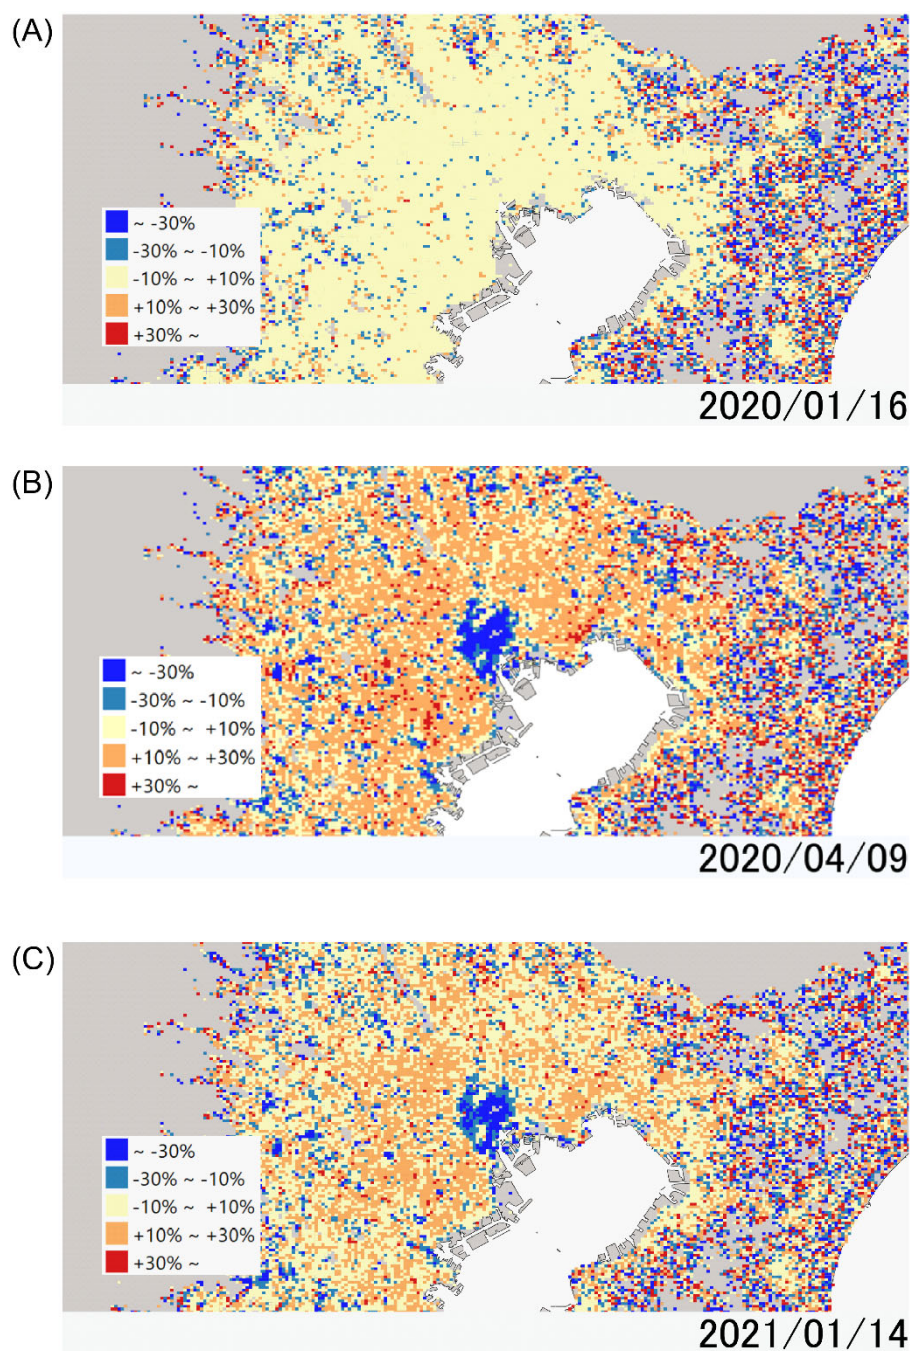 (A)
~ -30%
-30% ~ -10%
-10% ~ +10%
+10% ~ +30%
+30% ~
2020/01/16
(B)
~ -30%
-30% ~ -10%
-10% ~ +10%
+10% ~ +30%
+30% ~
2020/04/09
(C)
~ -30%
-30% ~ -10%
-10% ~ +10%
+10% ~ +30%
+30% ~
2021/01/14